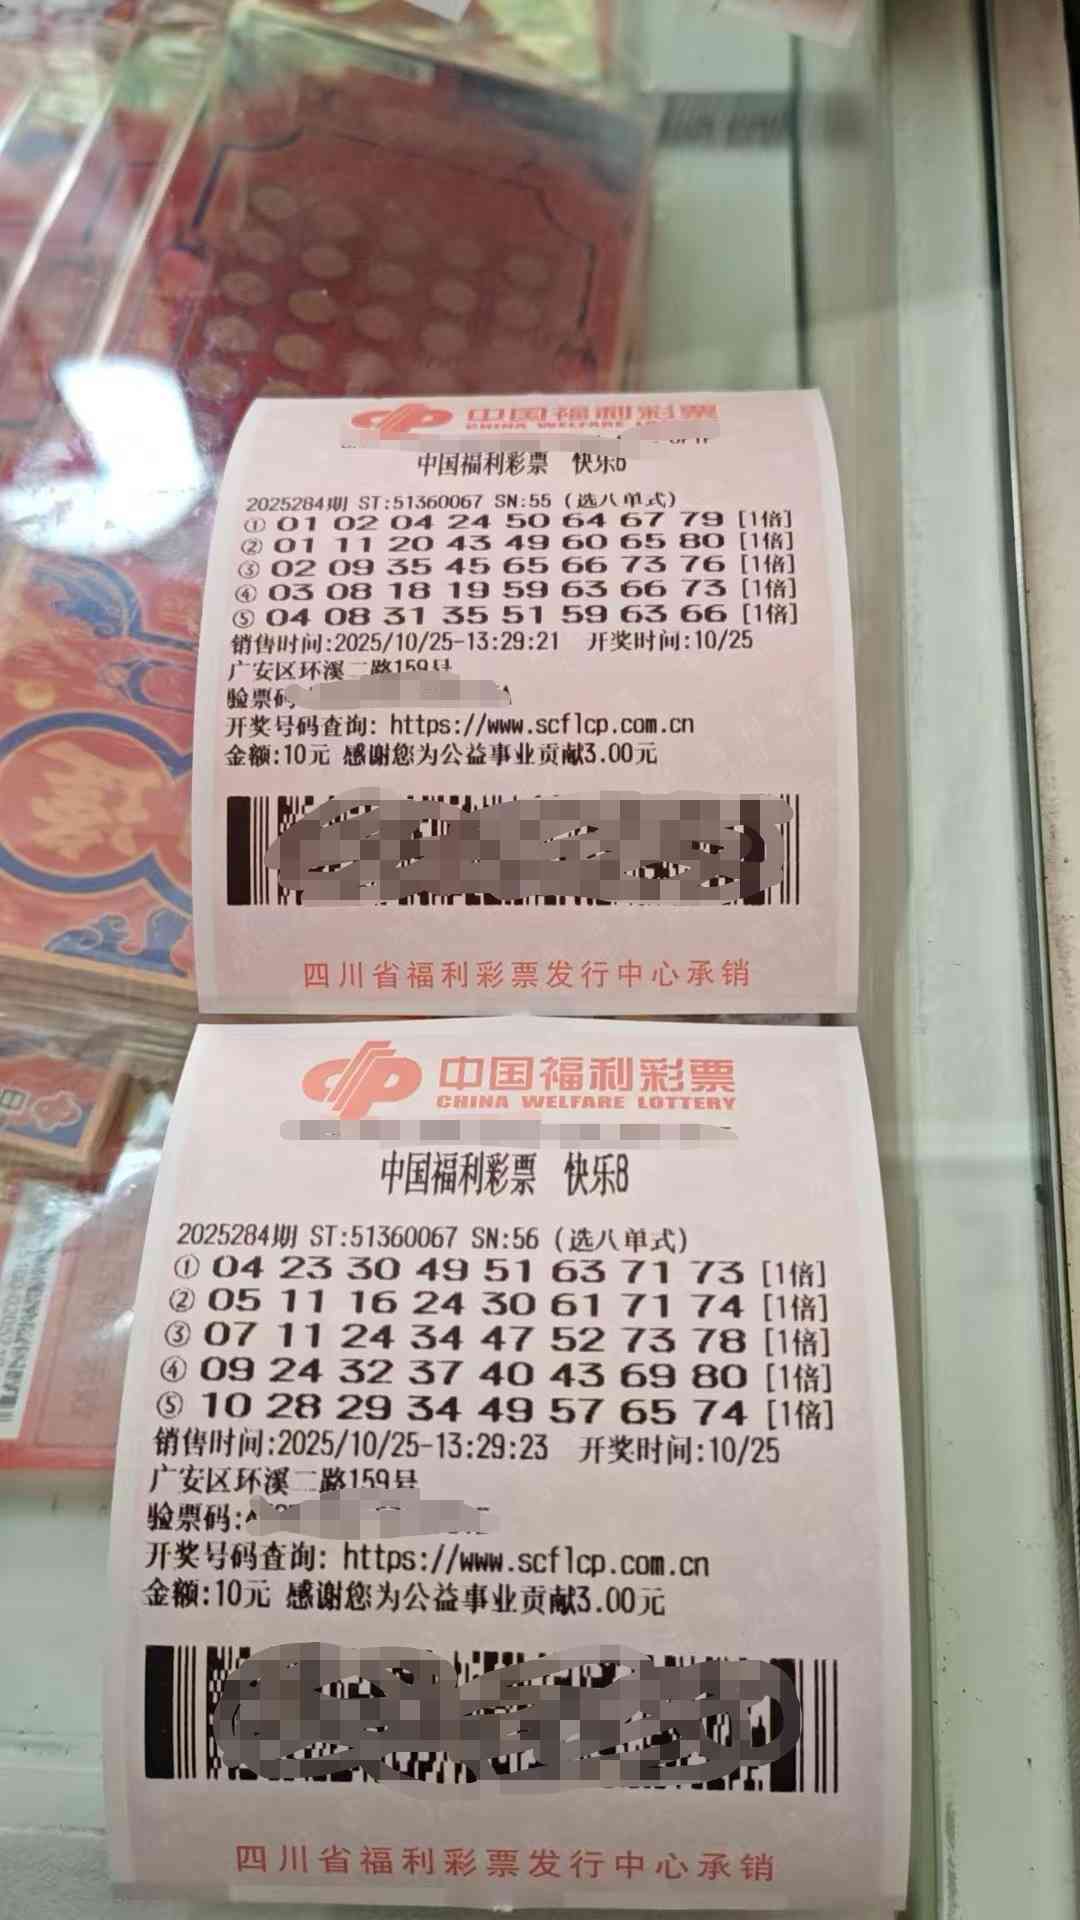 中国福利彩票
CHINA WELFARE LOTTERY
中国福利彩票 快乐8
2025284期 ST:51360067 SN:55 (选八单式)
① 01 02 04 24 50 64 67 79 [1倍]
② 01 11 20 43 49 60 65 80 [1倍]
③ 02 09 35 45 65 66 73 76 [1倍]
④ 03 08 18 19 59 63 66 73 [1倍]
⑤ 04 08 31 35 51 59 63 66 [1倍]
销售时间:2025/10/25-13:29:21 开奖时间:10/25
广安区环溪二路159号
验票码
开奖号码查询: https://www.scflcp.com.cn
金额:10元 感谢您为公益事业贡献3.00元
四川省福利彩票发行中心承销
中国福利彩票
CHINA WELFARE LOTTERY
中国福利彩票 快乐8
2025284期 ST:51360067 SN:56 (选八单式)
① 04 23 30 49 51 63 71 73 [1倍]
② 05 11 16 24 30 61 71 74 [1倍]
③ 07 11 24 34 47 52 73 78 [1倍]
④ 09 24 32 37 40 43 69 80 [1倍]
⑤ 10 28 29 34 49 57 65 74 [1倍]
销售时间:2025/10/25-13:29:23 开奖时间:10/25
广安区环溪二路159号
验票码:
开奖号码查询: https://www.scflcp.com.cn
金额:10元 感谢您为公益事业贡献3.00元
四川省福利彩票发行中心承销